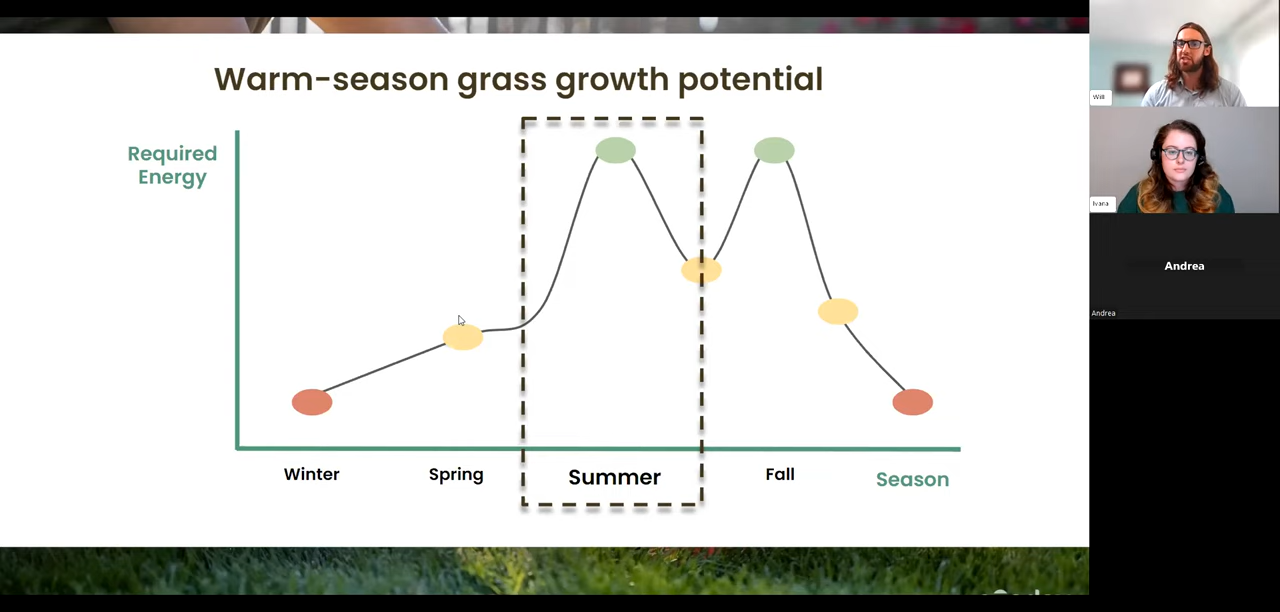 Warm-season grass growth potential
Required
Energy
Winter
Spring
Summer
Fall
Season
Will
Ivana
Andrea
Andrea